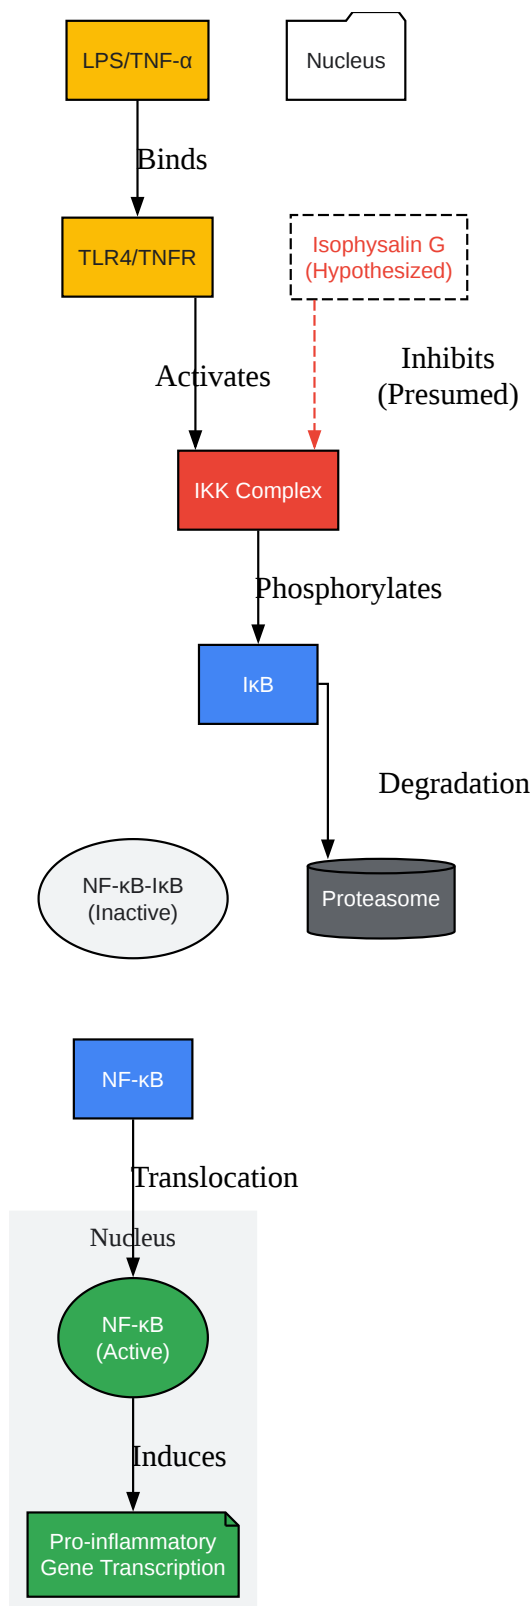 LPS/TNF-α
Nucleus
Binds
TLR4/TNFR
Isophysalin G
(Hypothesized)
Activates
Inhibits
(Presumed)
IKK Complex
Phosphorylates
IκB
Degradation
NF-κB-IκB
(Inactive)
Proteasome
NF-κB
Translocation
Nucleus
NF-κB
(Active)
Induces
Pro-inflammatory
Gene Transcription